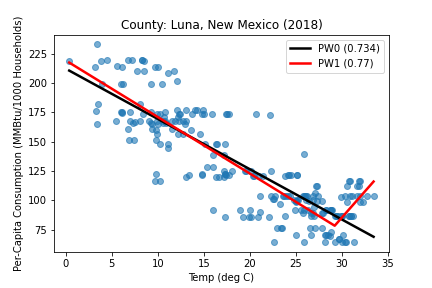 County: Luna, New Mexico (2018)
PW0 (0.734)
PW1 (0.77)
Per-Capita Consumption (MMBtu/1000 Households)
225
200
175
150
125
100
75
0 5 10 15 20 25 30 35
Temp (deg C)